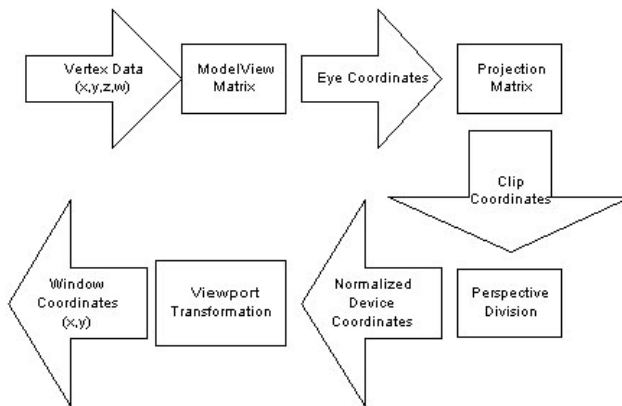 Vertex Data
(x,y,z,w)
ModelView
Matrix
Eye Coordinates
Projection
Matrix
Clip
Coordinates
Perspective
Division
Normalized
Device
Coordinates
Viewport
Transformation
Window
Coordinates
(x,y)